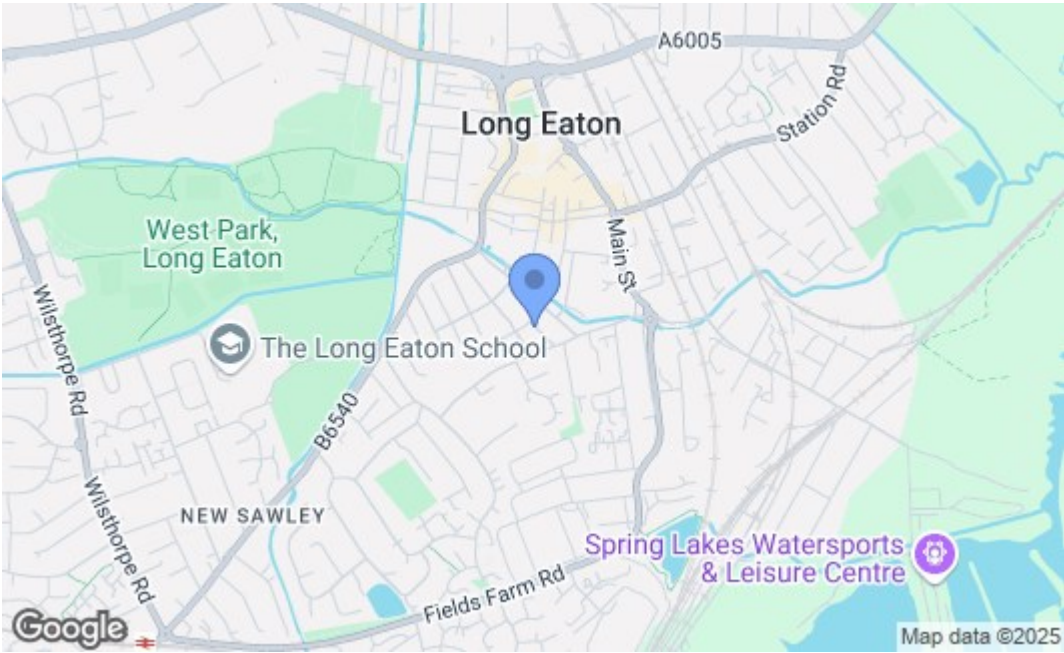 A6005
Station Rd
Long Eaton
West Park,
Long Eaton
Main St
Wilsthorpe Rd
The Long Eaton School
B6540
Wilsthorpe Rd
NEW SAWLEY
Spring Lakes Watersports
& Leisure Centre
Fields Farm Rd
Google
Map data ©2025